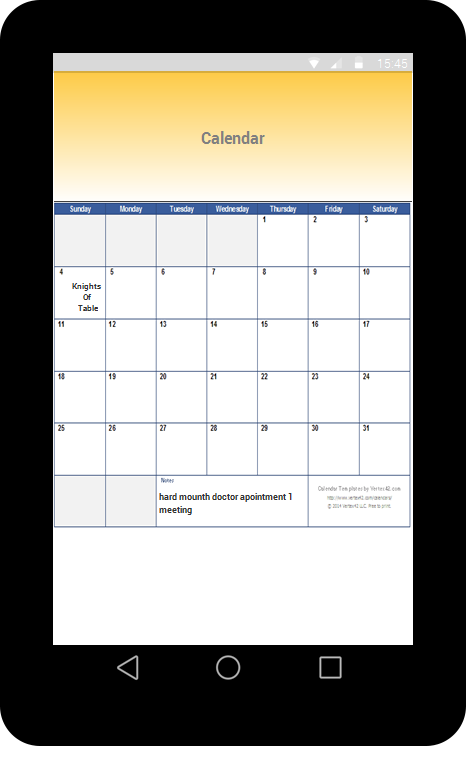 15:45
Calendar
Sunday Monday Tuesday Wednesday Thursday Friday Saturday
1 2 3
4 5 6 7 8 9 10
Knights
Of
Table
11 12 13 14 15 16 17
18 19 20 21 22 23 24
25 26 27 28 29 30 31
Notes
hard mounth doctor apointment 1
meeting
Calendar Templates by Vertex42.com
http://www.vertex42.com/calendars/
© 2014 Vertex42 LLC. Free to print.